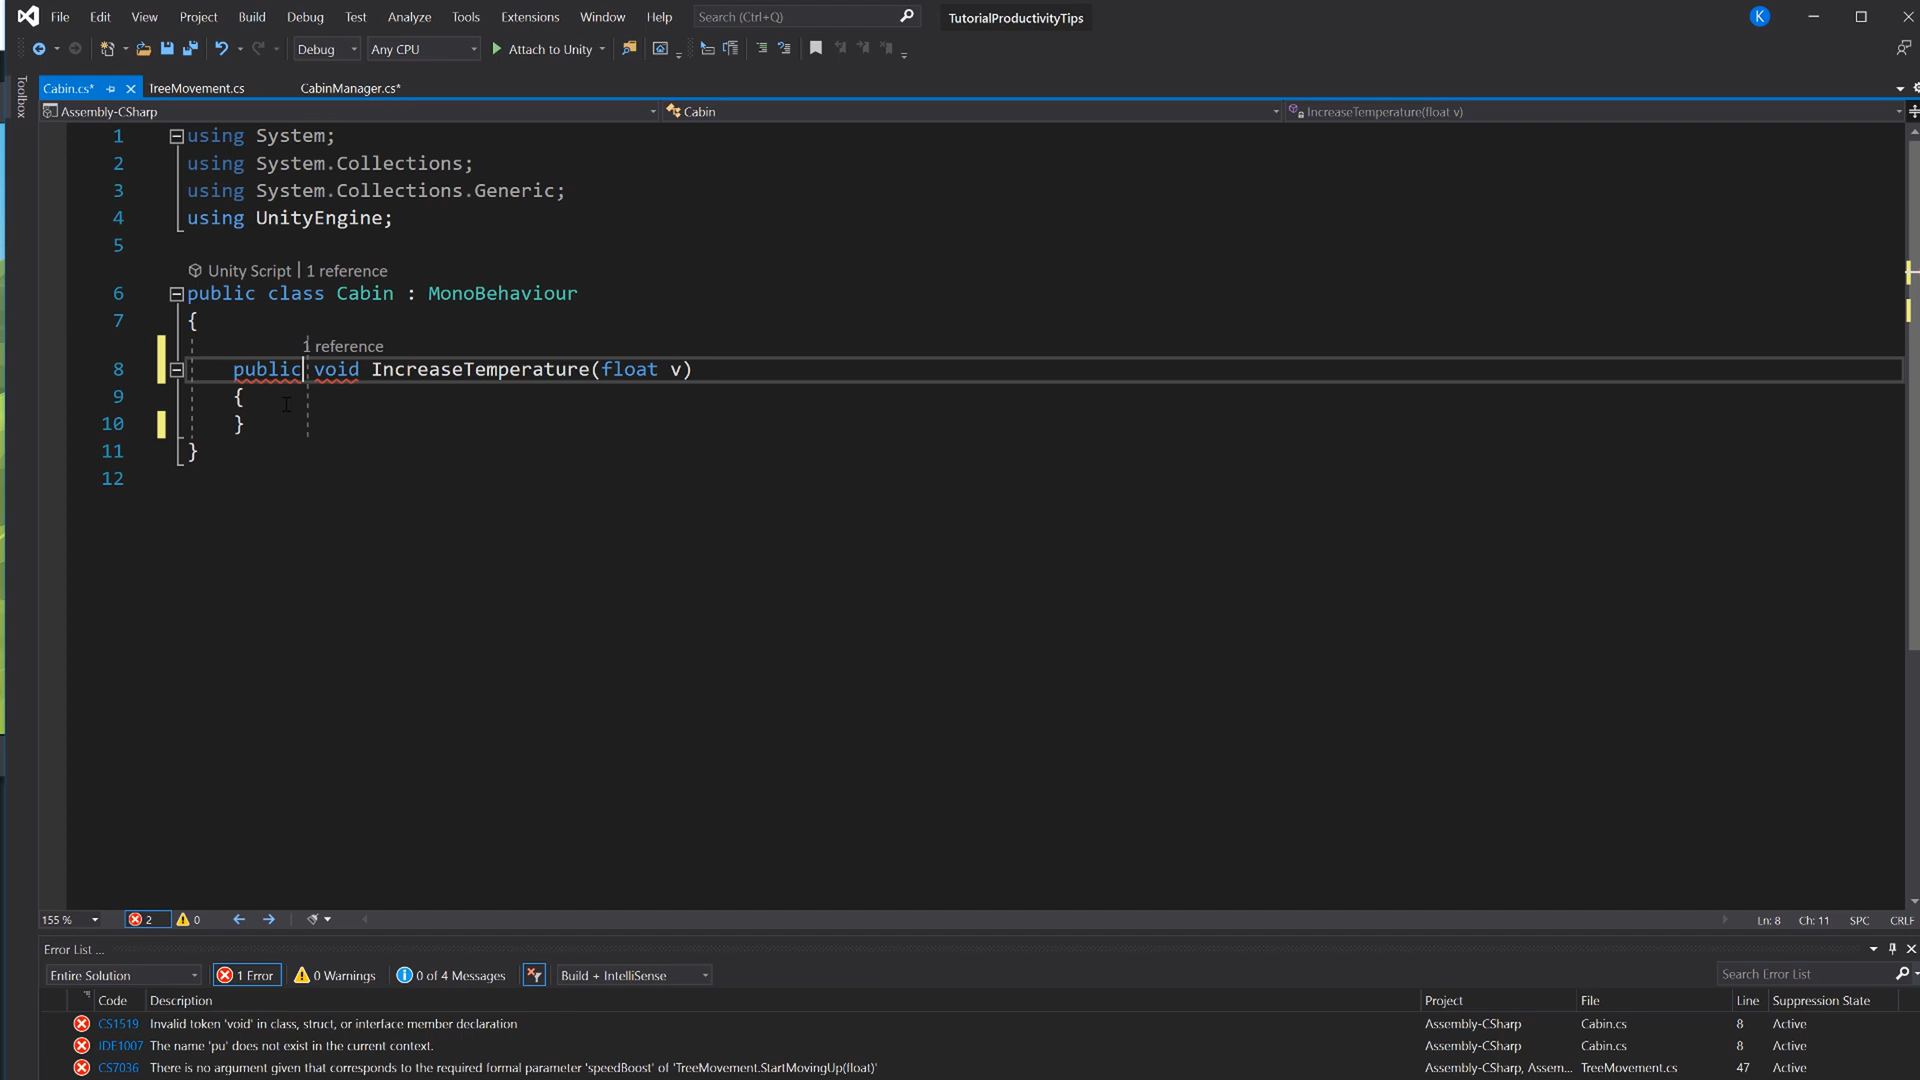 File Edit View Project Build Debug Test Analyze Tools Extensions Window Help Search (Ctrl+Q) TutorialProductivityTips K
Debug Any CPU Attach to Unity
Toolbox
Cabin.cs* TreeMovement.cs CabinManager.cs*
Assembly-CSharp Cabin IncreaseTemperature(float v)
1 using System;
2 using System.Collections;
3 using System.Collections.Generic;
4 using UnityEngine;
5
Unity Script | 1 reference
6 public class Cabin : MonoBehaviour
7 {
1 reference
8 public void IncreaseTemperature(float v)
9 {
10 }
11 }
12
155 % 2 0 Ln: 8 Ch: 11 SPC CRLF
Error List ...
Entire Solution 1 Error 0 Warnings 0 of 4 Messages Build + IntelliSense Search Error List
Code Description Project File Line Suppression State
CS1519 Invalid token 'void' in class, struct, or interface member declaration Assembly-CSharp Cabin.cs 8 Active
IDE1007 The name 'pu' does not exist in the current context. Assembly-CSharp Cabin.cs 8 Active
CS7036 There is no argument given that corresponds to the required formal parameter 'speedBoost' of 'TreeMovement.StartMovingUp(float)' Assembly-CSharp, Assem... TreeMovement.cs 47 Active